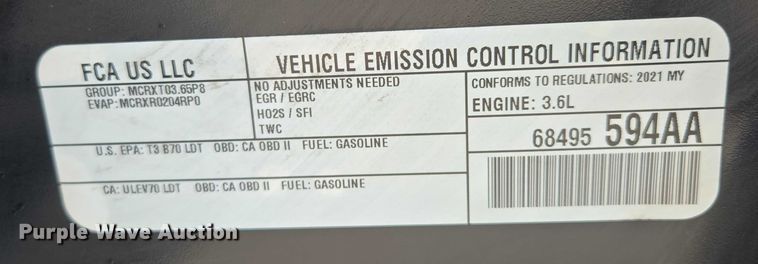 FCA US LLC
VEHICLE EMISSION CONTROL INFORMATION
GROUP: MCRXT03.65P8
EVAP: MCRXR0204RP0
NO ADJUSTMENTS NEEDED
EGR / EGRC
HO2S / SFI
TWC
CONFORMS TO REGULATIONS: 2021 MY
ENGINE: 3.6L
68495 594AA
U.S. EPA: T3 B70 LDT OBD: CA OBD II FUEL: GASOLINE
CA: ULEV70 LDT OBD: CA OBD II FUEL: GASOLINE
Purple Wave Auction